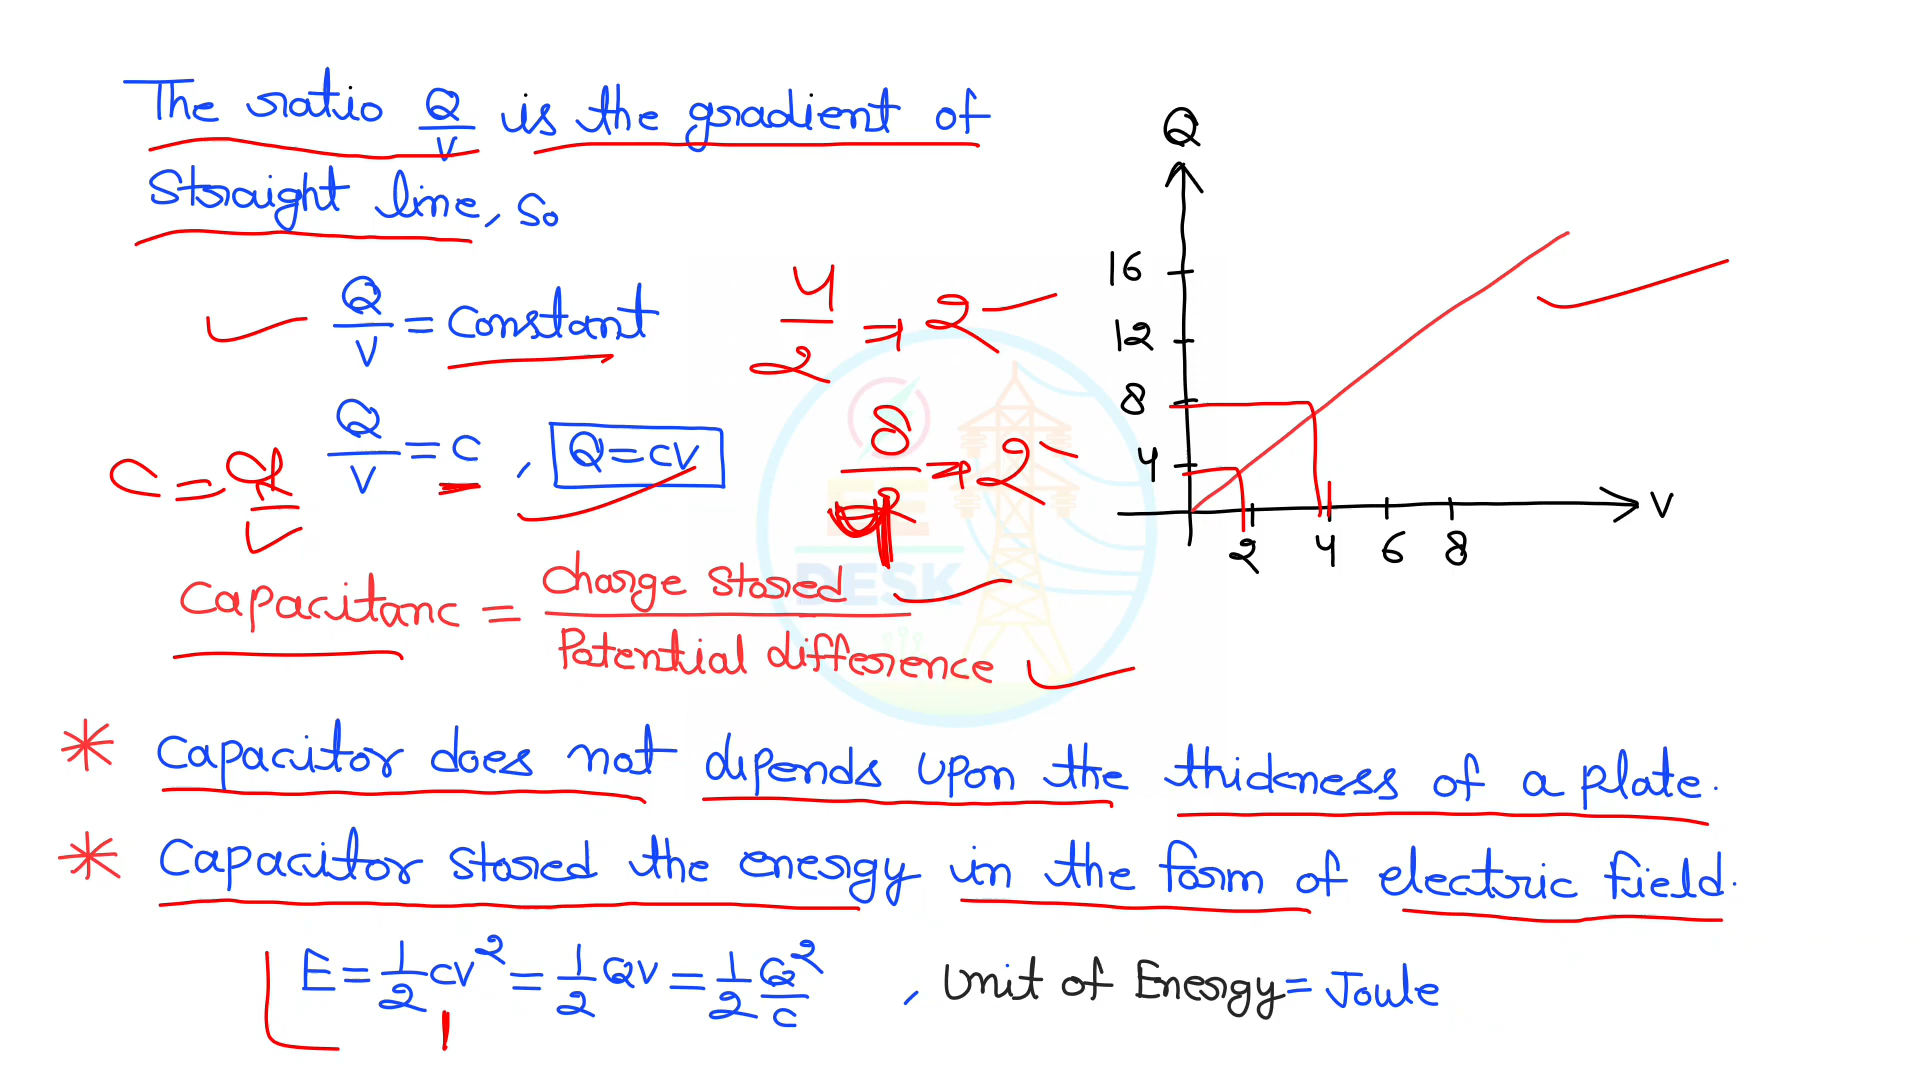 The ratio Q/V is the gradient of
Straight line, so
Q/V = constant
Q/V = C , Q = CV
C = Q/V
4/2 ⇒ 2
8/4 ⇒ 2
Capacitanc = Charge Stored / Potential difference
Q
16
12
8
4
2 4 6 8
V
EE
DESK
* Capacitor does not dipends upon the thickness of a plate.
* Capacitor stored the energy in the form of electric field.
E = 1/2 CV² = 1/2 QV = 1/2 Q²/C , Unit of Energy = Joule